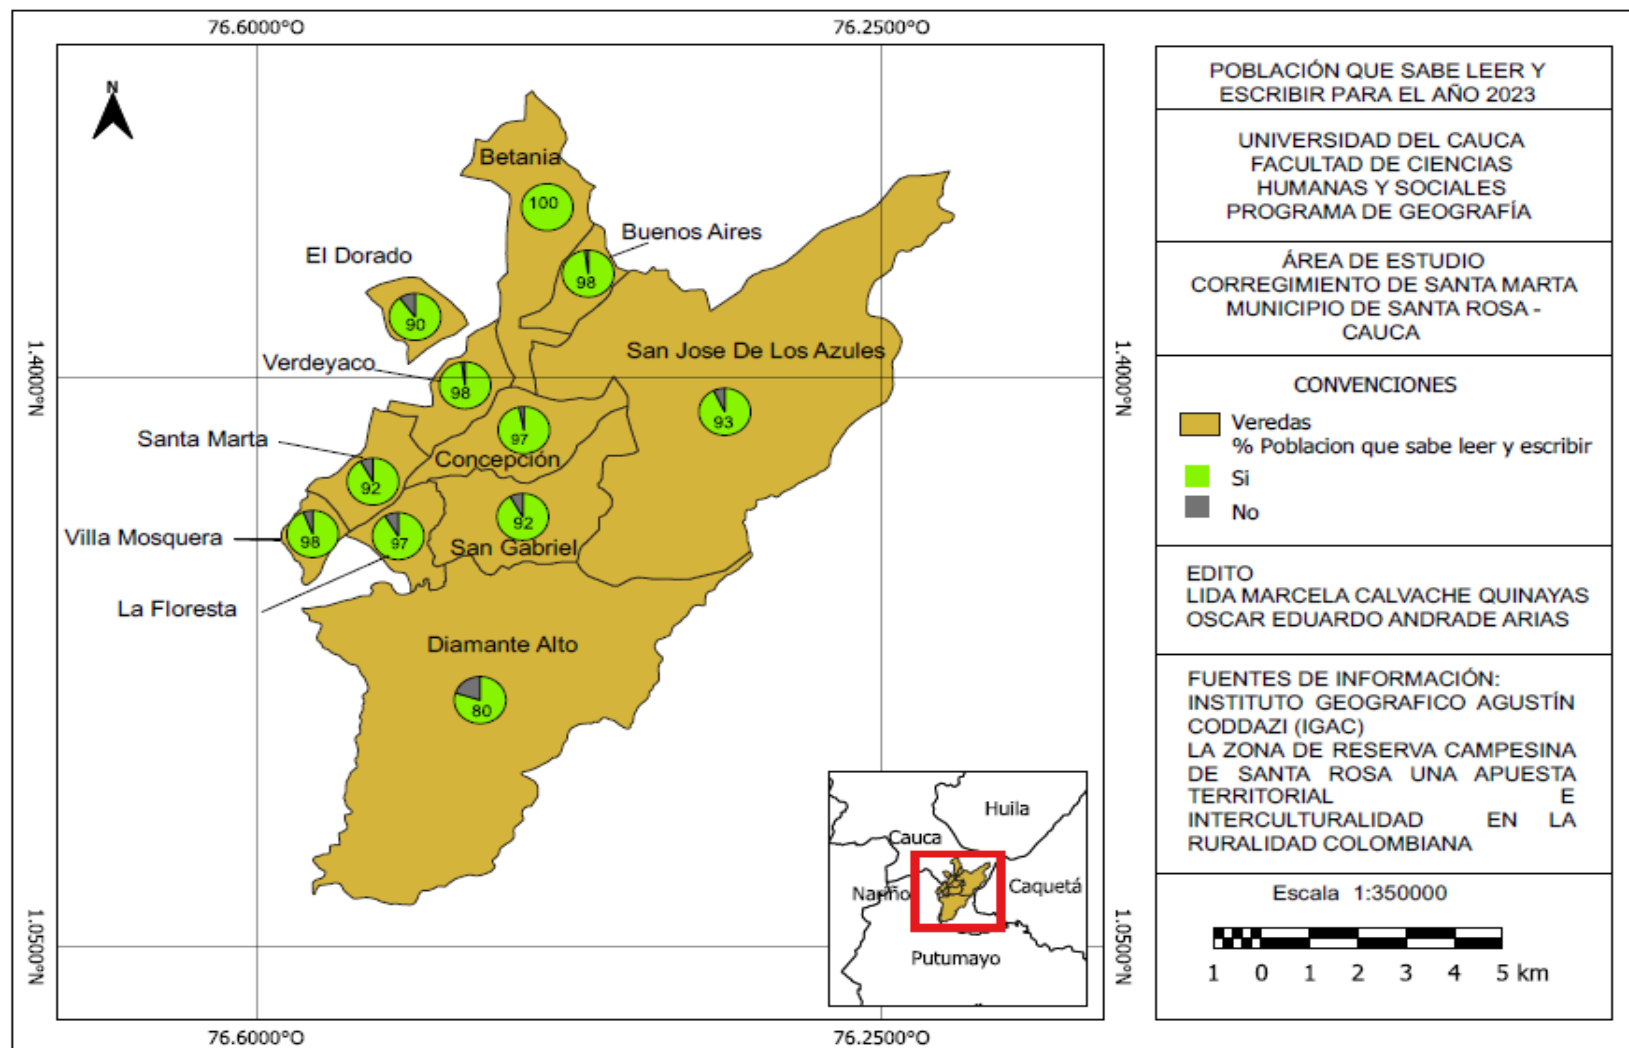 76.6000°O
76.2500°O
N
Betania
100
Buenos Aires
98
El Dorado
90
San Jose De Los Azules
93
Verdeyaco
98
97
Concepción
Santa Marta
92
92
San Gabriel
Villa Mosquera
98
97
La Floresta
Diamante Alto
80
1.4000°N
1.4000°N
1.0500°N
1.0500°N
76.6000°O
76.2500°O
Huila
Cauca
Nariño
Caquetá
Putumayo
POBLACIÓN QUE SABE LEER Y
ESCRIBIR PARA EL AÑO 2023
UNIVERSIDAD DEL CAUCA
FACULTAD DE CIENCIAS
HUMANAS Y SOCIALES
PROGRAMA DE GEOGRAFÍA
ÁREA DE ESTUDIO
CORREGIMIENTO DE SANTA MARTA
MUNICIPIO DE SANTA ROSA -
CAUCA
CONVENCIONES
Veredas
% Poblacion que sabe leer y escribir
Si
No
EDITO
LIDA MARCELA CALVACHE QUINAYAS
OSCAR EDUARDO ANDRADE ARIAS
FUENTES DE INFORMACIÓN:
INSTITUTO GEOGRAFICO AGUSTÍN
CODDAZI (IGAC)
LA ZONA DE RESERVA CAMPESINA
DE SANTA ROSA UNA APUESTA
TERRITORIAL E
INTERCULTURALIDAD EN LA
RURALIDAD COLOMBIANA
Escala 1:350000
1 0 1 2 3 4 5 km